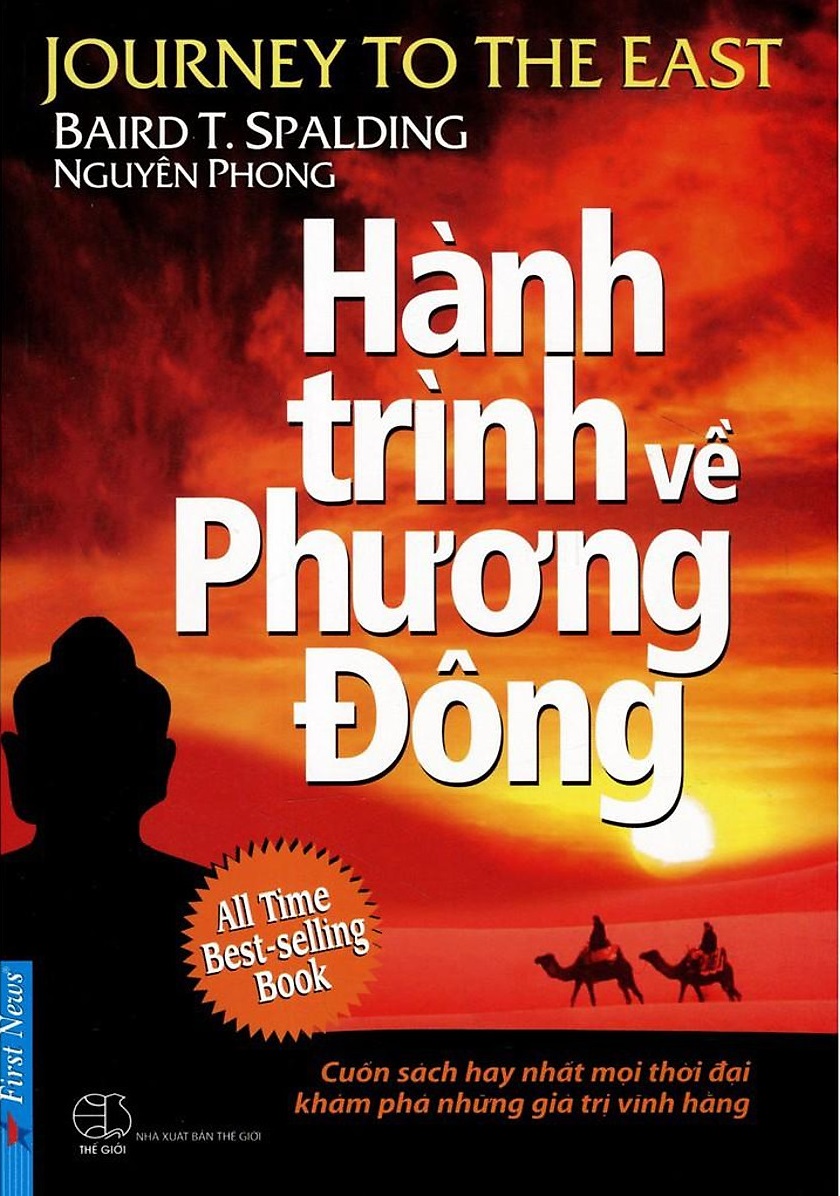 JOURNEY TO THE EAST
BAIRD T. SPALDING
NGUYÊN PHONG
Hành
trình về
Phương
Đông
All Time
Best-selling
Book
First News
Cuốn sách hay nhất mọi thời đại
khám phá những giá trị vĩnh hằng
THẾ GIỚI
NHÀ XUẤT BẢN THẾ GIỚI